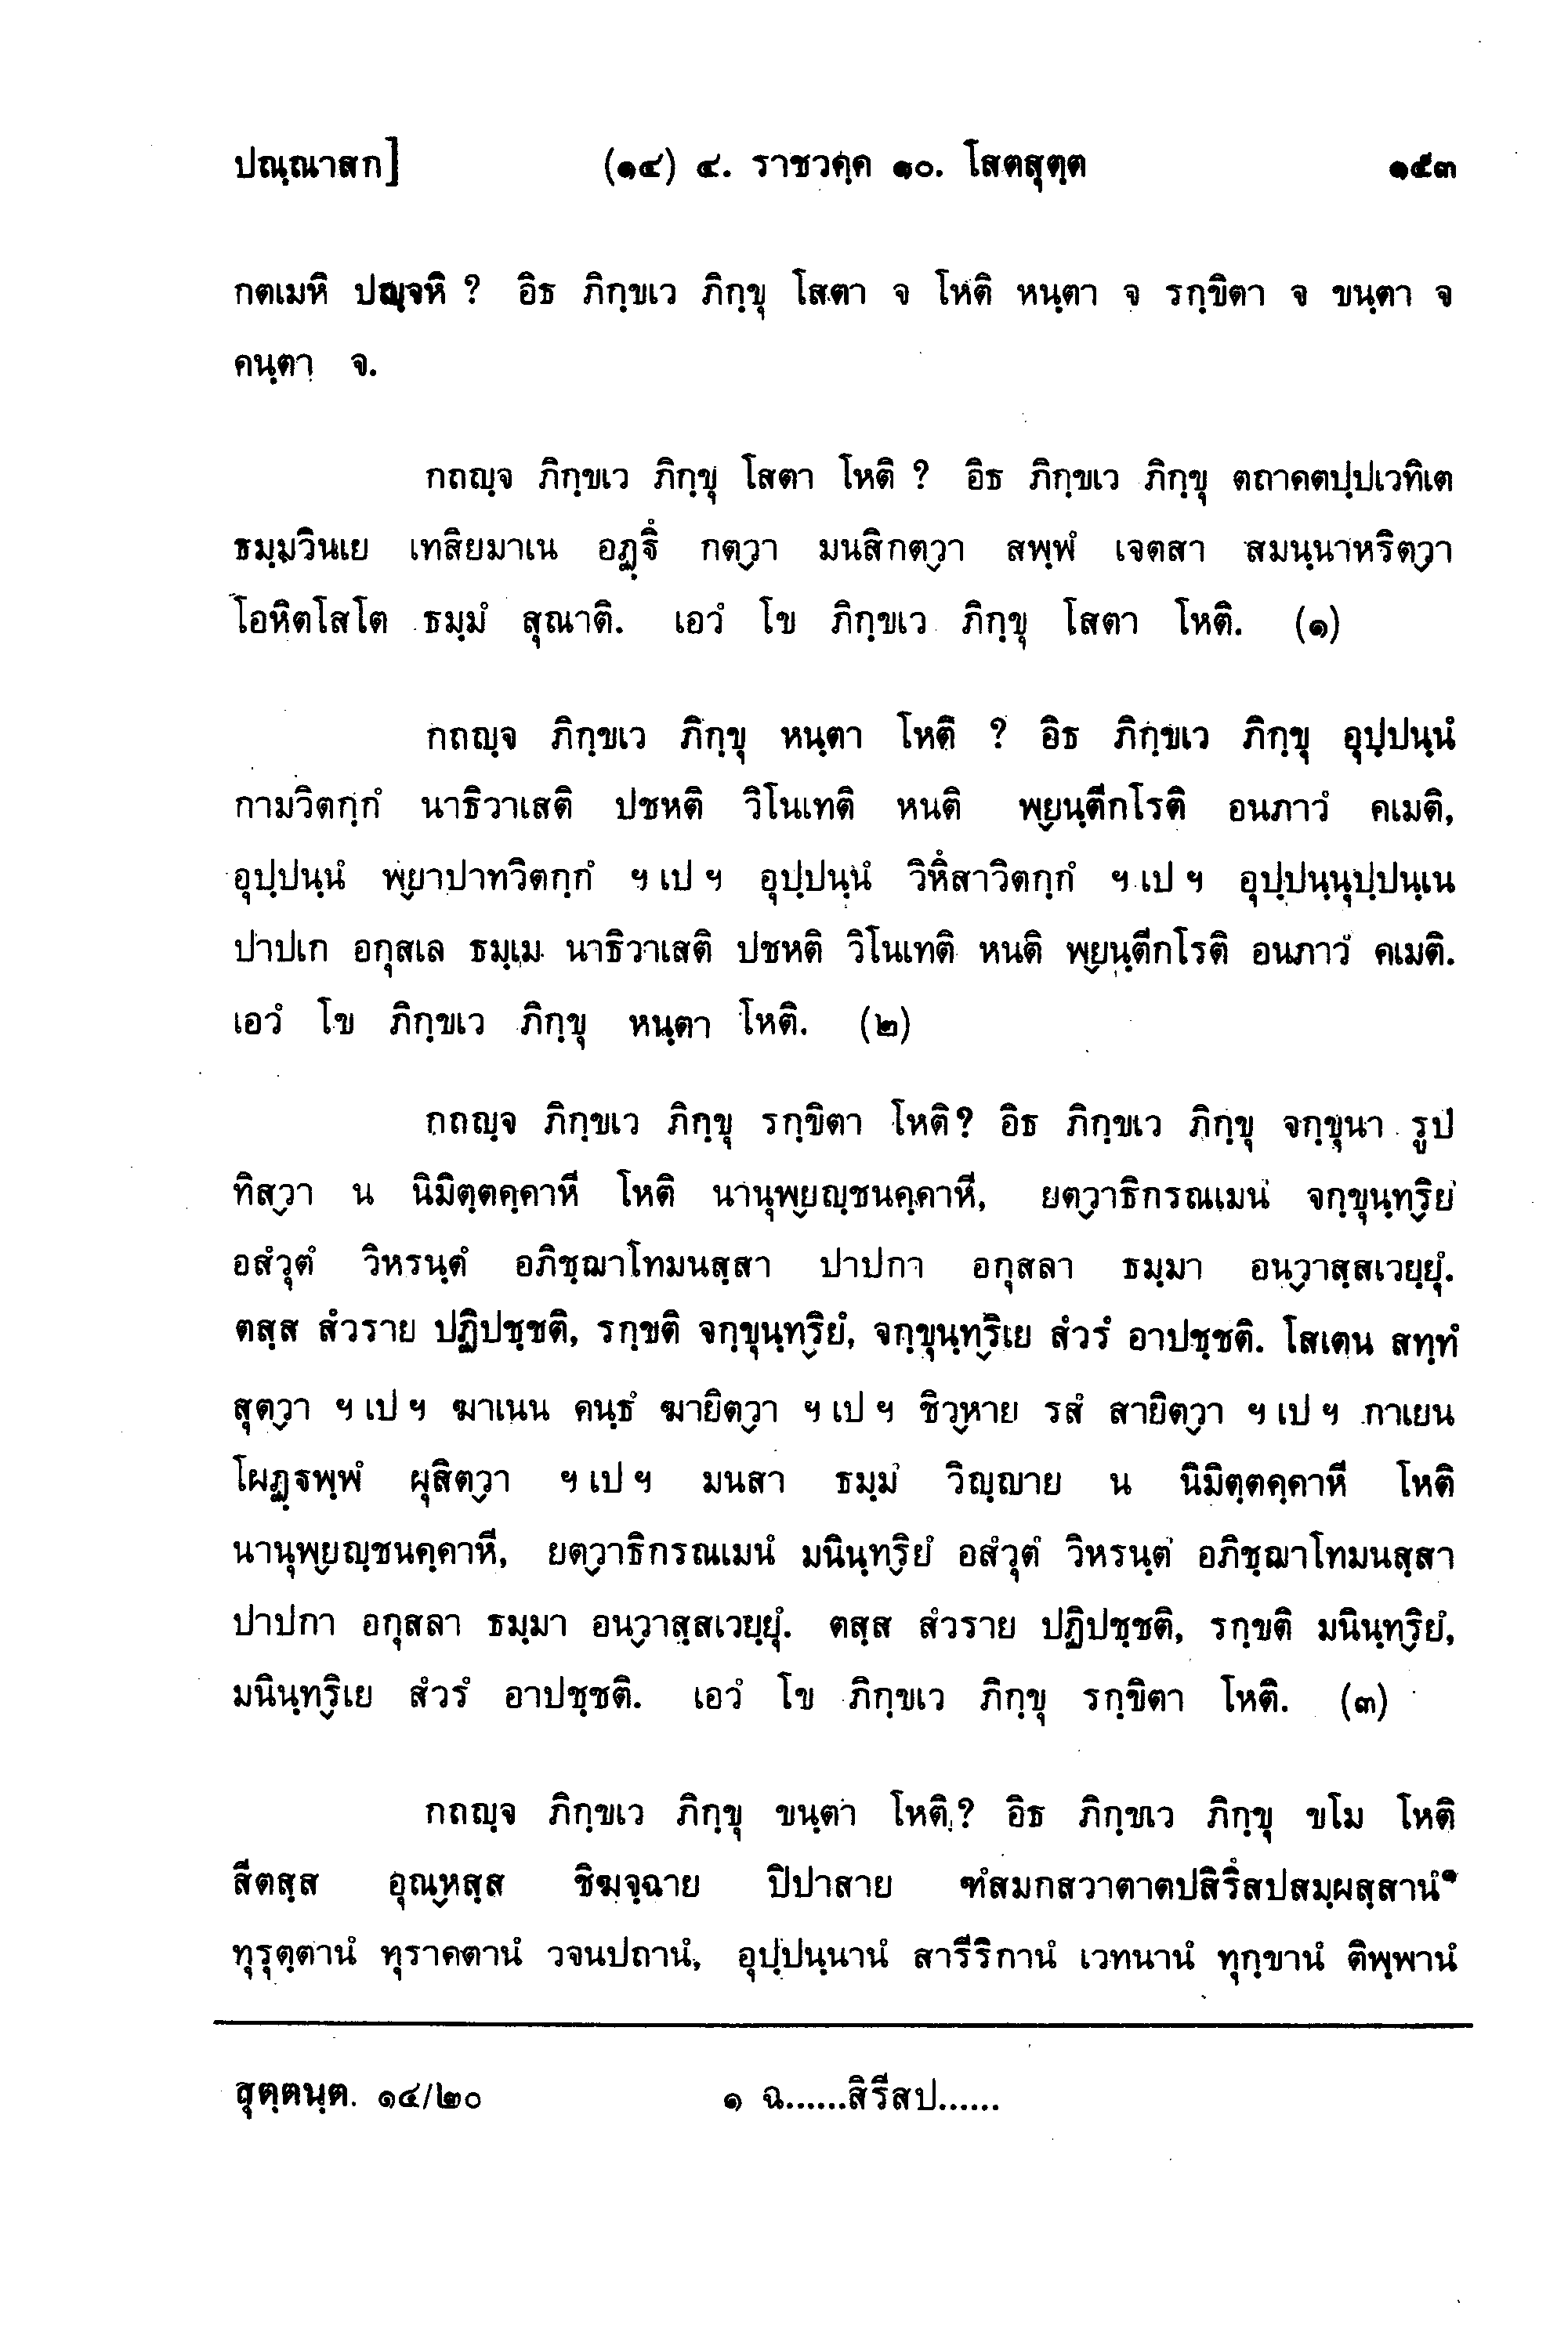 ปณฺณาสก] (๑๔) ๔. ราชวคฺค ๑๐. โสตสุตฺต ๑๕๓
กตเมหิ ปญฺจหิ ? อิธ ภิกฺขเว ภิกฺขุ โสตา จ โหติ หนฺตา จ รกฺขิตา จ ขนฺตา จ
คนฺตา จ.
กถญฺจ ภิกฺขเว ภิกฺขุ โสตา โหติ ? อิธ ภิกฺขเว ภิกฺขุ ตถาคตปฺปเวทิเต
ธมฺมวินเย เทสิยมาเน อฏฺฐึ กตฺวา มนสิกตฺวา สพฺพํ เจตสา สมนฺนาหริตฺวา
โอหิตโสโต ธมฺมํ สุณาติ. เอวํ โข ภิกฺขเว ภิกฺขุ โสตา โหติ. (๑)
กถญฺจ ภิกฺขเว ภิกฺขุ หนฺตา โหติ ? อิธ ภิกฺขเว ภิกฺขุ อุปฺปนฺนํ
กามวิตกฺกํ นาธิวาเสติ ปชหติ วิโนเทติ หนติ พฺยนฺตีกโรติ อนภาวํ คเมติ,
อุปฺปนฺนํ พฺยาปาทวิตกฺกํ ฯ เป ฯ อุปฺปนฺนํ วิหึสาวิตกฺกํ ฯ เป ฯ อุปฺปนฺนุปฺปนฺเน
ปาปเก อกุสเล ธมฺเม นาธิวาเสติ ปชหติ วิโนเทติ หนติ พฺยนฺตีกโรติ อนภาวํ คเมติ.
เอวํ โข ภิกฺขเว ภิกฺขุ หนฺตา โหติ. (๒)
กถญฺจ ภิกฺขเว ภิกฺขุ รกฺขิตา โหติ? อิธ ภิกฺขเว ภิกฺขุ จกฺขุนา รูปํ
ทิสฺวา น นิมิตฺตคฺคาหี โหติ นานุพฺยญฺชนคฺคาหี, ยตฺวาธิกรณเมนํ จกฺขุนฺทฺริยํ
อสํวุตํ วิหรนฺตํ อภิชฺฌาโทมนสฺสา ปาปกา อกุสลา ธมฺมา อนฺวาสฺสเวยฺยุํ.
ตสฺส สํวราย ปฏิปชฺชติ, รกฺขติ จกฺขุนฺทฺริยํ, จกฺขุนฺทฺริเย สํวรํ อาปชฺชติ. โสเตน สทฺทํ
สุตฺวา ฯ เป ฯ ฆาเนน คนฺธํ ฆายิตฺวา ฯ เป ฯ ชิวฺหาย รสํ สายิตฺวา ฯ เป ฯ กาเยน
โผฏฺฐพฺพํ ผุสิตฺวา ฯ เป ฯ มนสา ธมฺมํ วิญฺญาย น นิมิตฺตคฺคาหี โหติ
นานุพฺยญฺชนคฺคาหี, ยตฺวาธิกรณเมนํ มนินฺทฺริยํ อสํวุตํ วิหรนฺตํ อภิชฺฌาโทมนสฺสา
ปาปกา อกุสลา ธมฺมา อนฺวาสฺสเวยฺยุํ. ตสฺส สํวราย ปฏิปชฺชติ, รกฺขติ มนินฺทฺริยํ,
มนินฺทฺริเย สํวรํ อาปชฺชติ. เอวํ โข ภิกฺขเว ภิกฺขุ รกฺขิตา โหติ. (๓)
กถญฺจ ภิกฺขเว ภิกฺขุ ขนฺตา โหติ? อิธ ภิกฺขเว ภิกฺขุ ขโม โหติ
สีตสฺส อุณฺหสฺส ชิฆจฺฉาย ปิปาสาย ฑํสมกสวาตาตปสิรึสปสมฺผสฺสานํ๑
ทุรุตฺตานํ ทุราคตานํ วจนปถานํ, อุปฺปนฺนานํ สารีริกานํ เวทนานํ ทุกฺขานํ ติพฺพานํ
สุตฺตนฺต. ๑๔/๒๐ ๑ ฉ......สิรีสป......